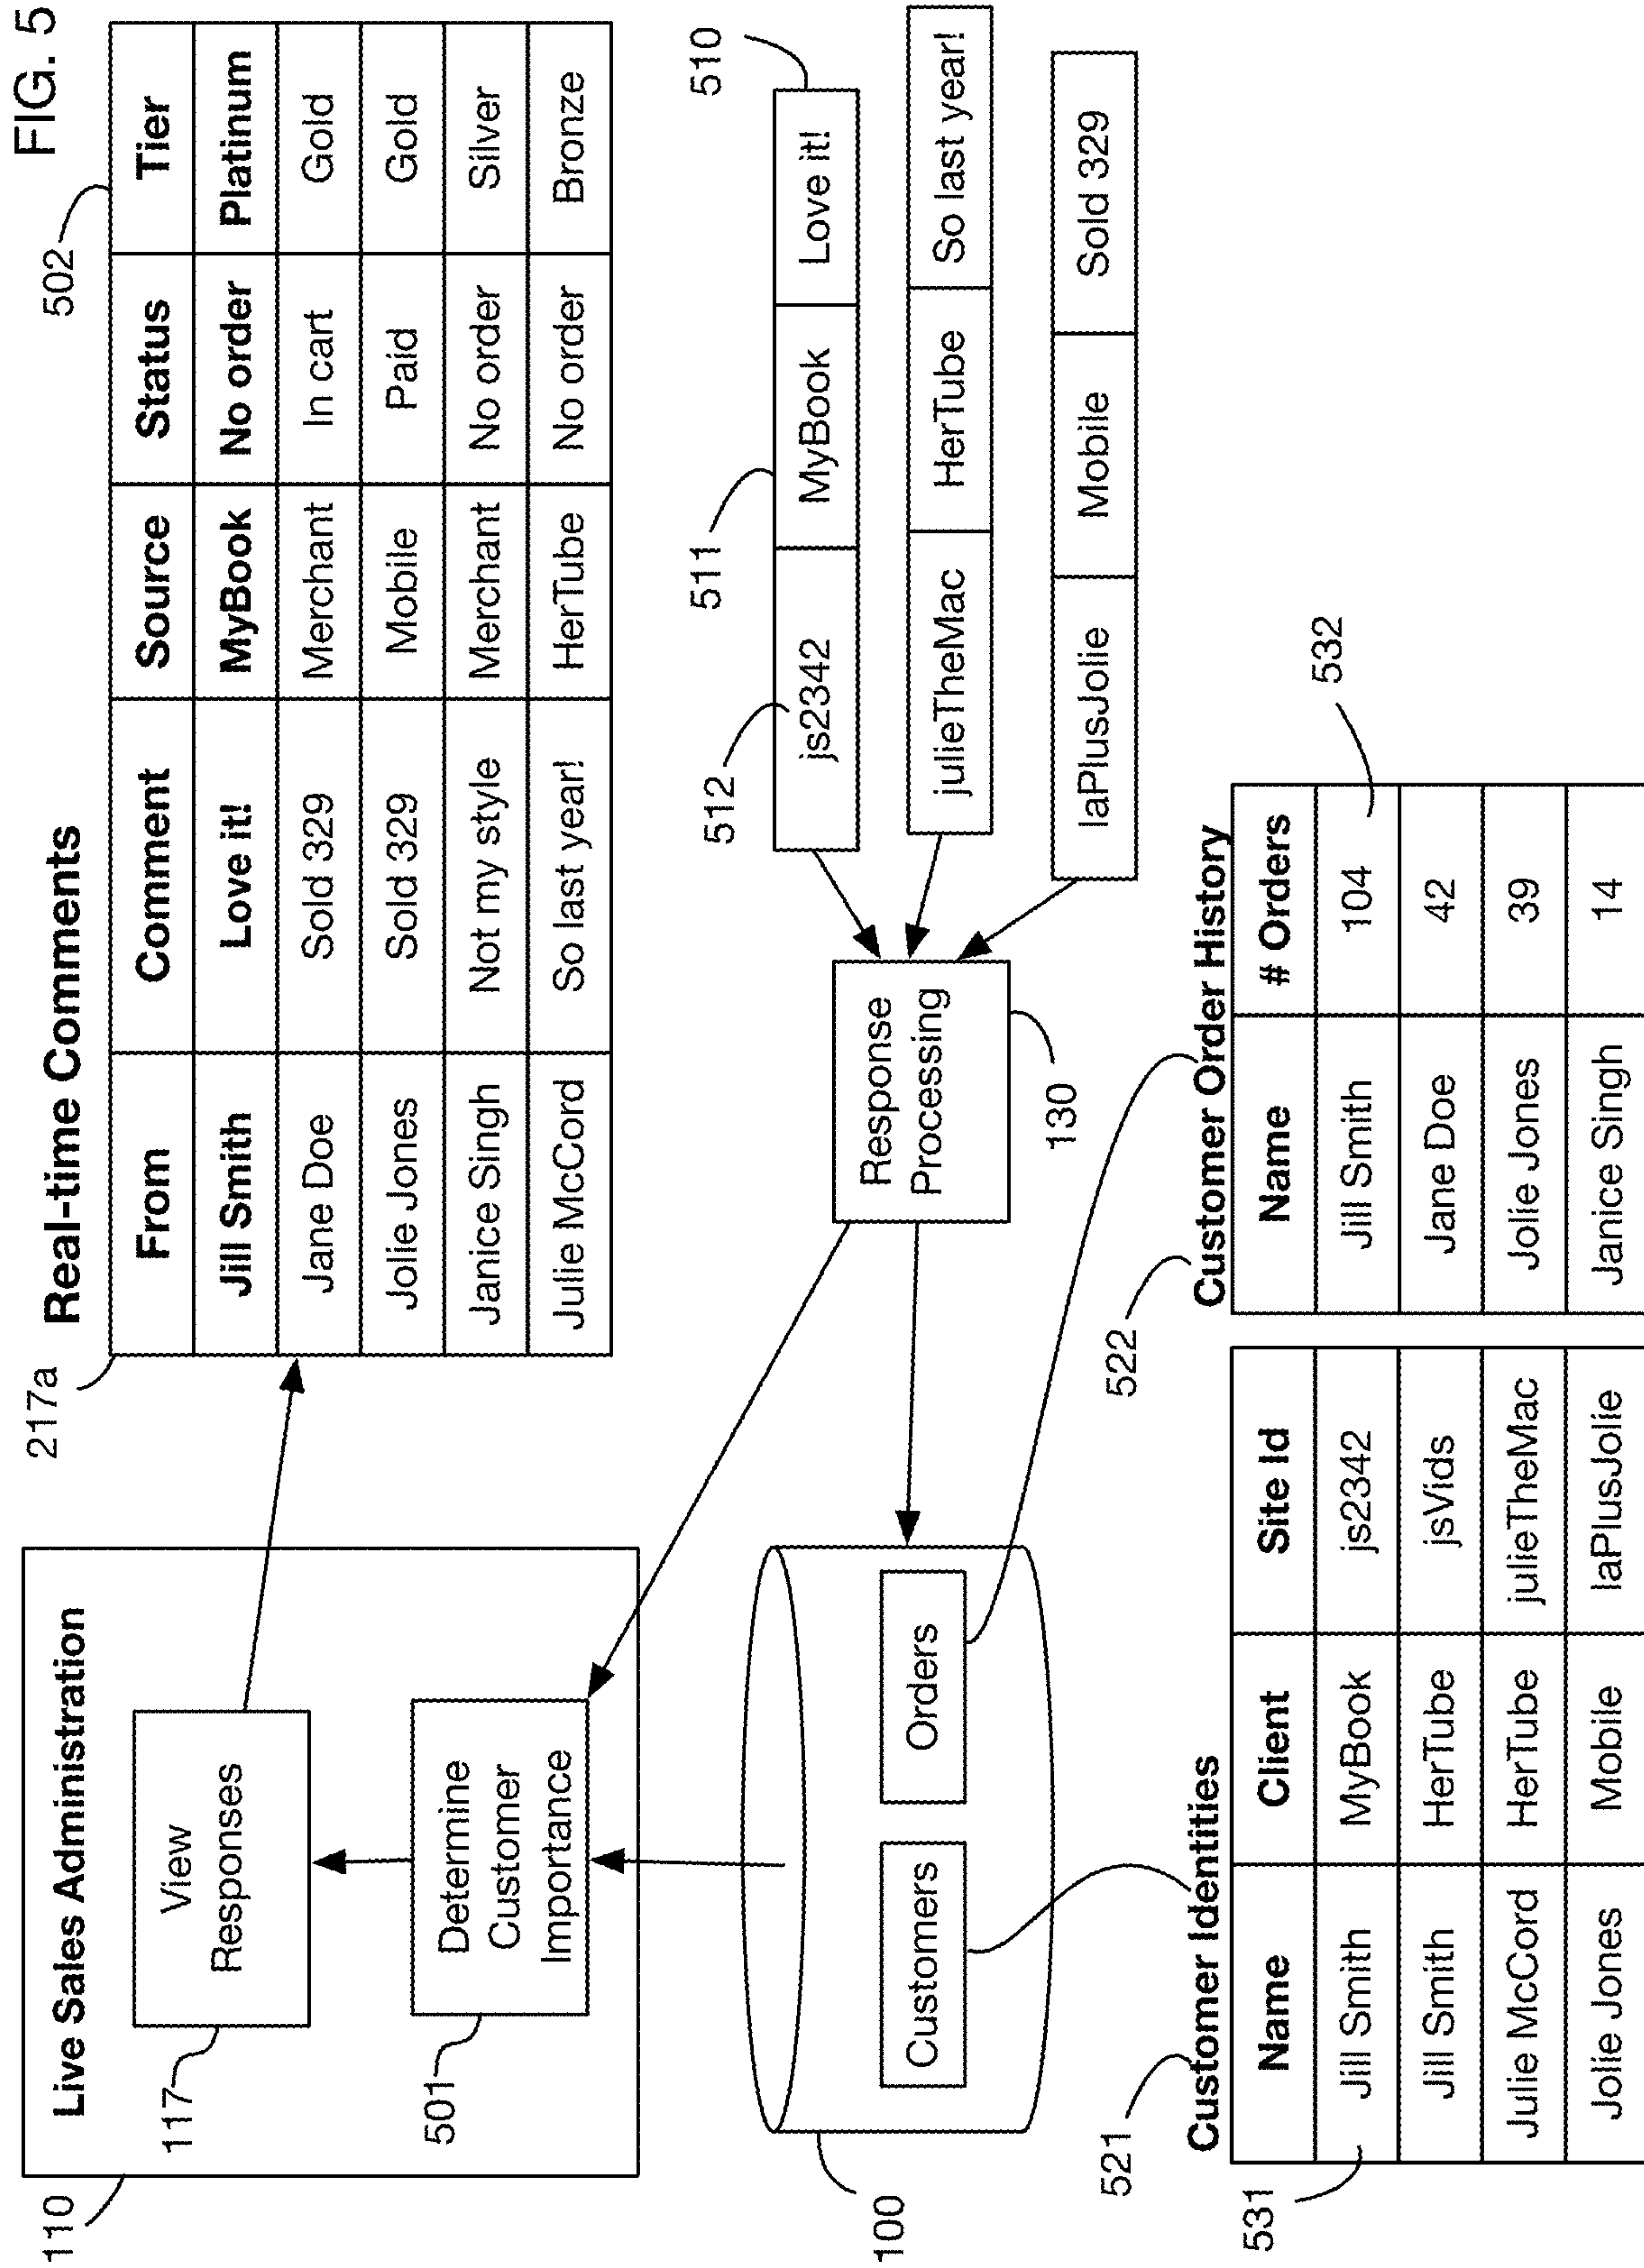 FIG. 5
110
Live Sales Administration
117
View
Responses
501
Determine
Customer
Importance
217a
Real-time Comments
502
From Comment Source Status Tier
Jill Smith Love it! MyBook No order Platinum
Jane Doe Sold 329 Merchant In cart Gold
Jolie Jones Sold 329 Mobile Paid Gold
Janice Singh Not my style Merchant No order Silver
Julie McCord So last year! HerTube No order Bronze
100
Customers
Orders
Response
Processing
130
512
511
510
js2342 MyBook Love it!
julieTheMac HerTube So last year!
laPlusJolie Mobile Sold 329
521
Customer Identities
531
Name Client Site Id
Jill Smith MyBook js2342
Jill Smith HerTube jsVids
Julie McCord HerTube julieTheMac
Jolie Jones Mobile laPlusJolie
522
Customer Order History
532
Name # Orders
Jill Smith 104
Jane Doe 42
Jolie Jones 39
Janice Singh 14